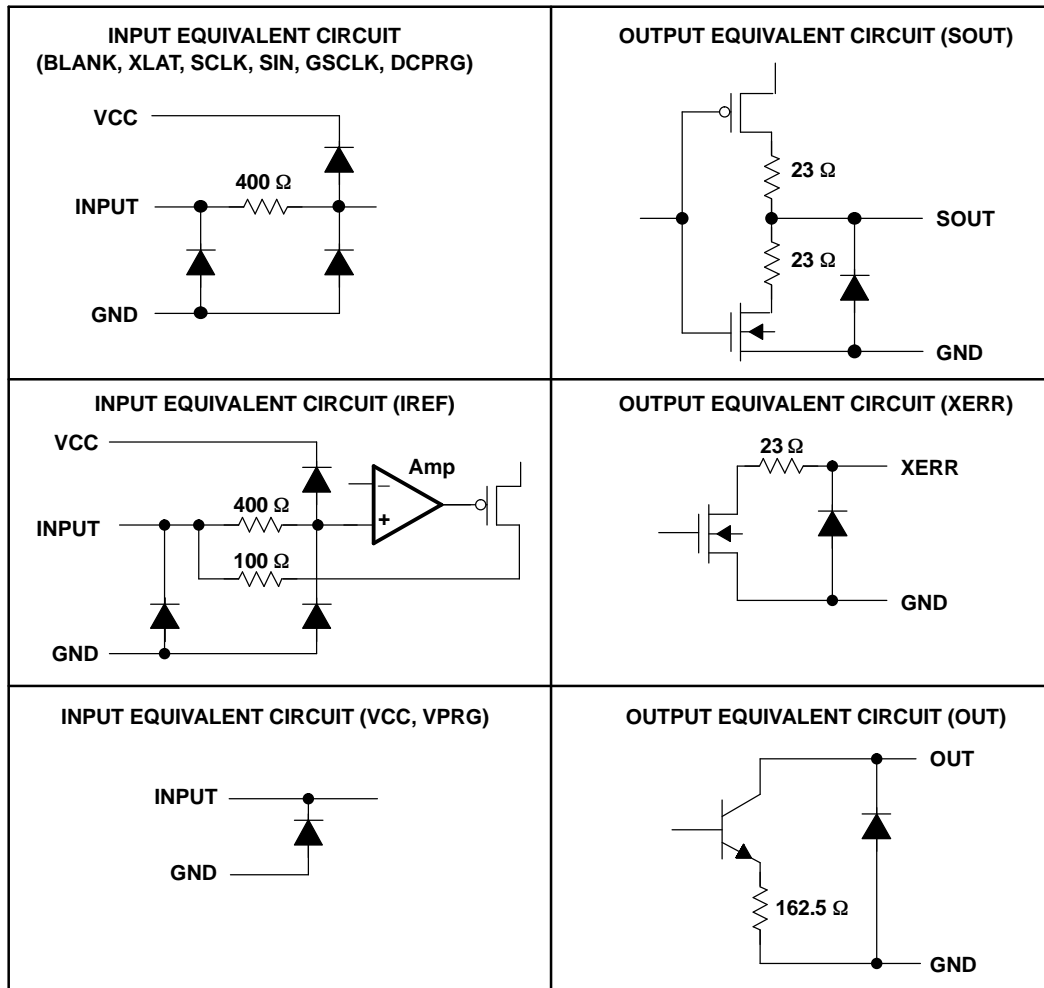 INPUT EQUIVALENT CIRCUIT
(BLANK, XLAT, SCLK, SIN, GSCLK, DCPRG)
VCC
400 Ω
INPUT
GND
OUTPUT EQUIVALENT CIRCUIT (SOUT)
23 Ω
SOUT
23 Ω
GND
INPUT EQUIVALENT CIRCUIT (IREF)
VCC
Amp
−
400 Ω
INPUT
+
100 Ω
GND
OUTPUT EQUIVALENT CIRCUIT (XERR)
23 Ω
XERR
GND
INPUT EQUIVALENT CIRCUIT (VCC, VPRG)
INPUT
GND
OUTPUT EQUIVALENT CIRCUIT (OUT)
OUT
162.5 Ω
GND